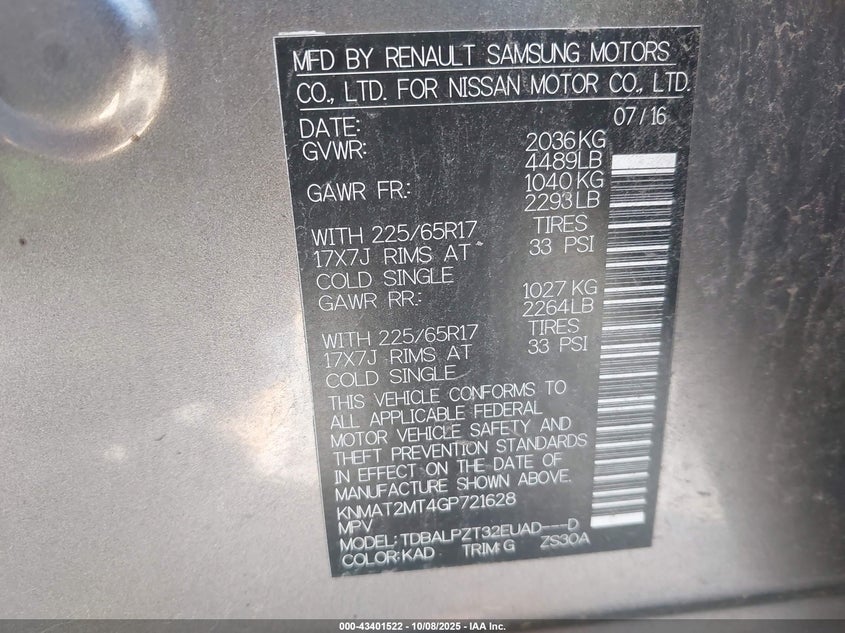 MFD BY RENAULT SAMSUNG MOTORS
CO., LTD. FOR NISSAN MOTOR CO., LTD.
DATE: 07/16
GVWR: 2036KG
4489LB
GAWR FR: 1040KG
2293LB
WITH 225/65R17 TIRES
17X7J RIMS AT 33 PSI
COLD SINGLE
GAWR RR: 1027KG
2264LB
WITH 225/65R17 TIRES
17X7J RIMS AT 33 PSI
COLD SINGLE
THIS VEHICLE CONFORMS TO
ALL APPLICABLE FEDERAL
MOTOR VEHICLE SAFETY AND
THEFT PREVENTION STANDARDS
IN EFFECT ON THE DATE OF
MANUFACTURE SHOWN ABOVE.
KNMAT2MT4GP721628
MPV
MODEL: TDBALPZT32EUAD---D
COLOR: KAD TRIM: G ZS30A
000-43401522 - 10/08/2025 - IAA Inc.